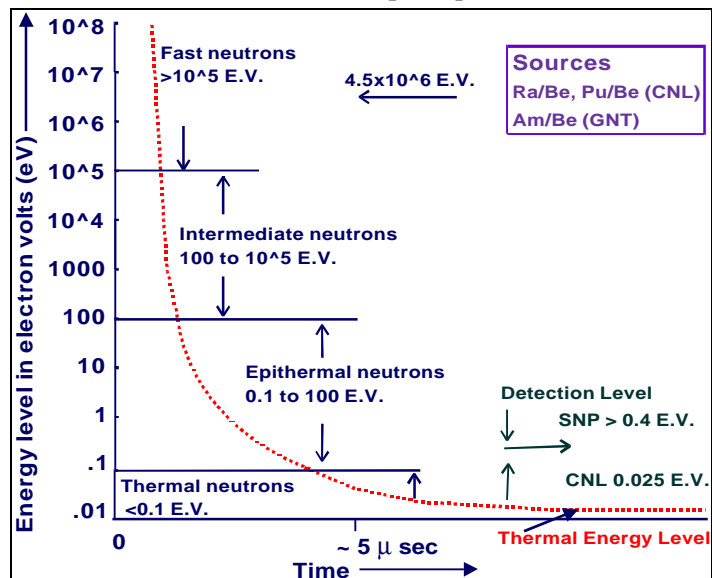 10^8
10^7
10^6
10^5
10^4
1000
100
10
1
.1
.01
Energy level in electron volts (eV)
Fast neutrons
>10^5 E.V.
4.5x10^6 E.V.
Sources
Ra/Be, Pu/Be (CNL)
Am/Be (GNT)
Intermediate neutrons
100 to 10^5 E.V.
Epithermal neutrons
0.1 to 100 E.V.
Detection Level
SNP > 0.4 E.V.
CNL 0.025 E.V.
Thermal neutrons
<0.1 E.V.
Thermal Energy Level
0
~ 5 μ sec
Time